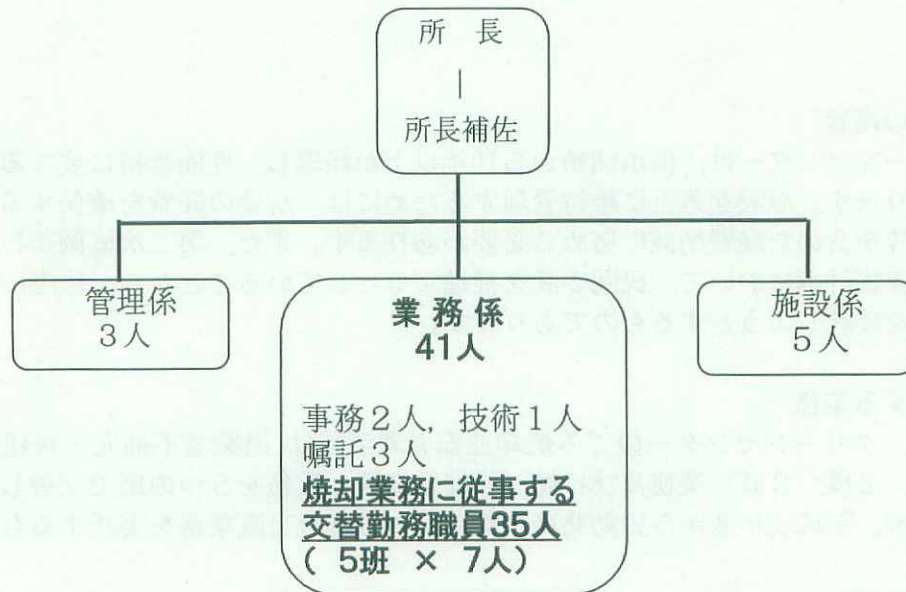 所 長
|
所長補佐
管理係
3人
業 務 係
41人
事務2人,技術1人
嘱託3人
焼却業務に従事する
交替勤務職員35人
( 5班 × 7人)
施設係
5人